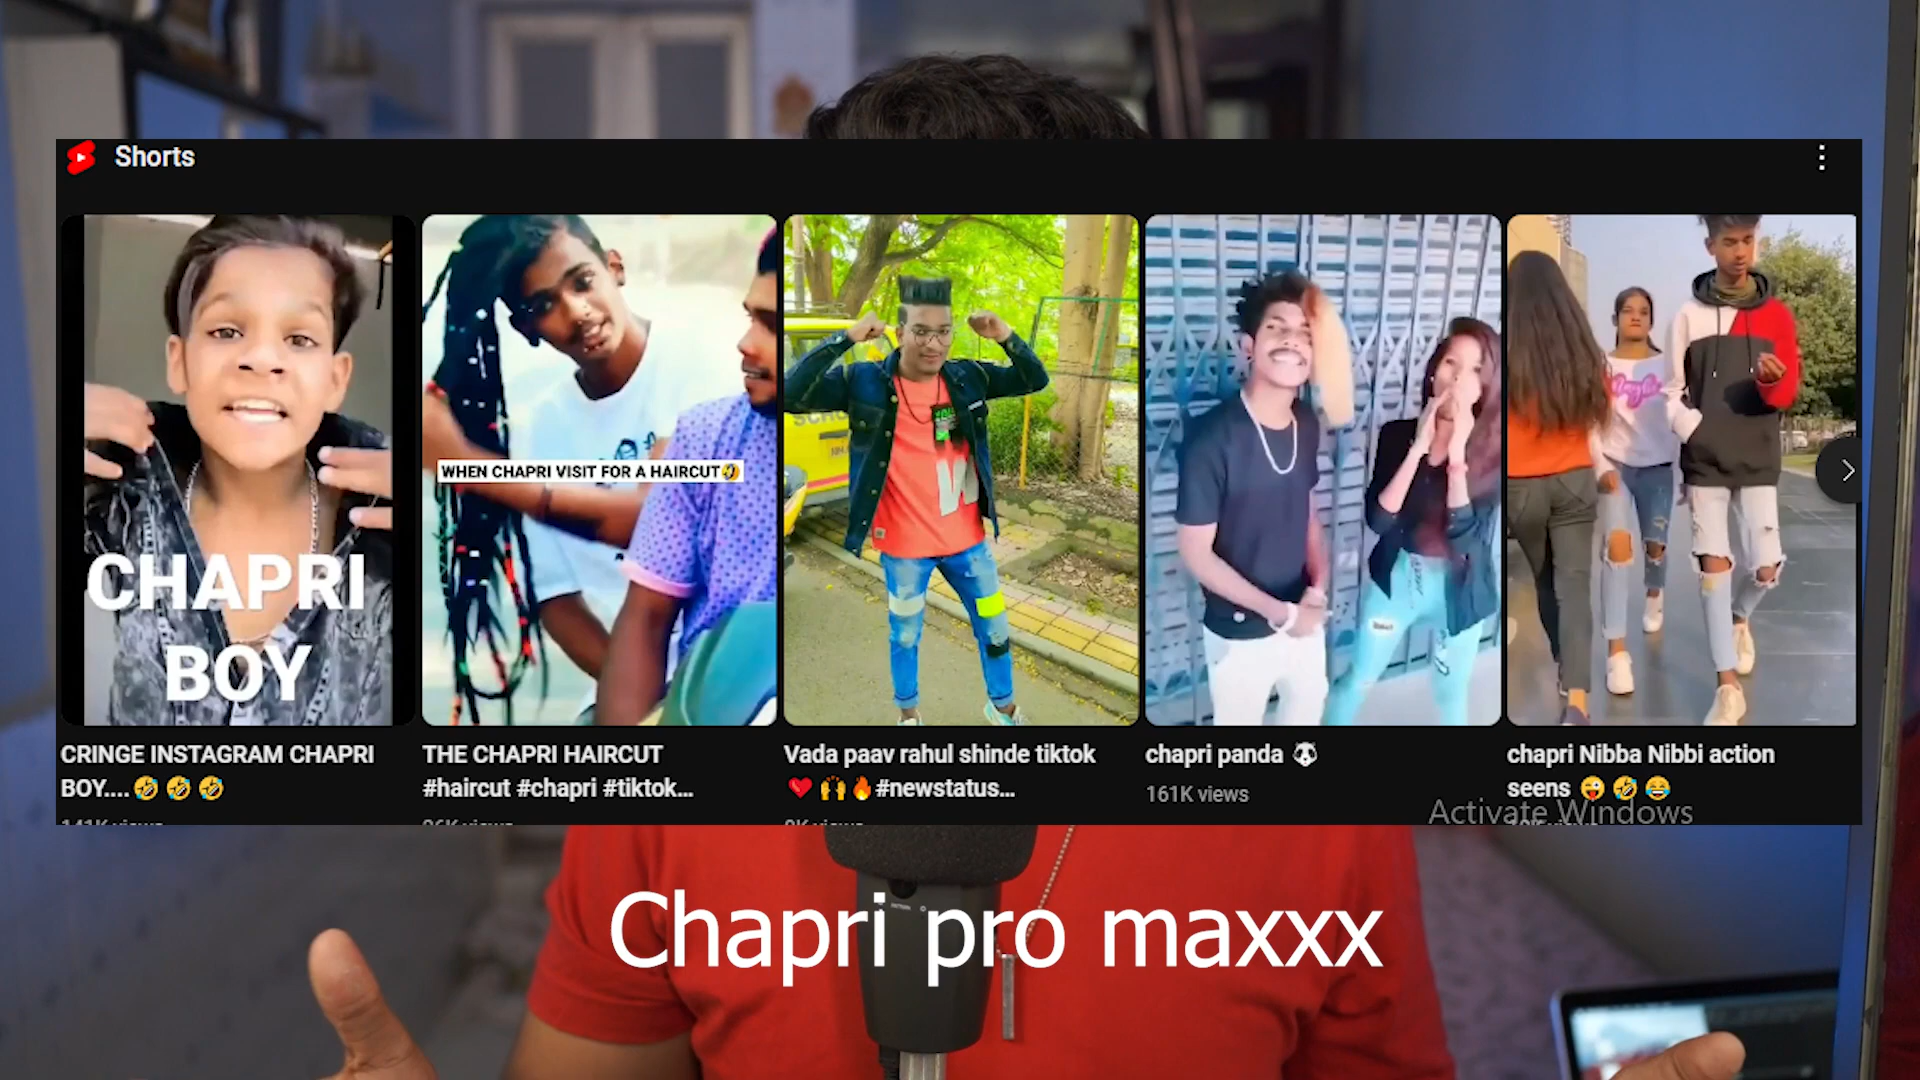 Shorts
CHAPRI
BOY
WHEN CHAPRI VISIT FOR A HAIRCUT🤣
CRINGE INSTAGRAM CHAPRI
BOY.... 🤣 🤣 🤣
THE CHAPRI HAIRCUT
#haircut #chapri #tiktok...
Vada paav rahul shinde tiktok
❤️ 🙌 🔥 #newstatus...
chapri panda 🐼
161K views
chapri Nibba Nibbi action
seens 😜 🤣 😂
Activate Windows
Chapri pro maxxx